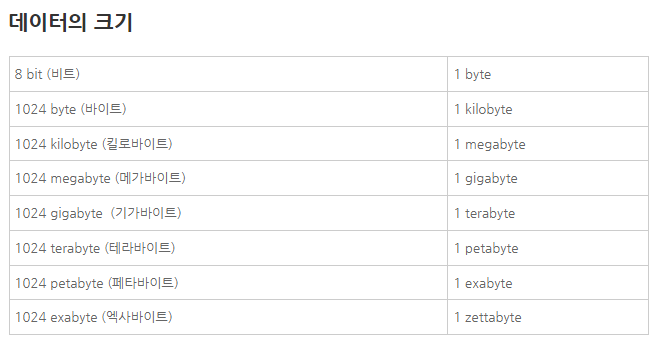 데이터의 크기
8 bit (비트) 1 byte
1024 byte (바이트) 1 kilobyte
1024 kilobyte (킬로바이트) 1 megabyte
1024 megabyte (메가바이트) 1 gigabyte
1024 gigabyte  (기가바이트) 1 terabyte
1024 terabyte (테라바이트) 1 petabyte
1024 petabyte (페타바이트) 1 exabyte
1024 exabyte (엑사바이트) 1 zettabyte